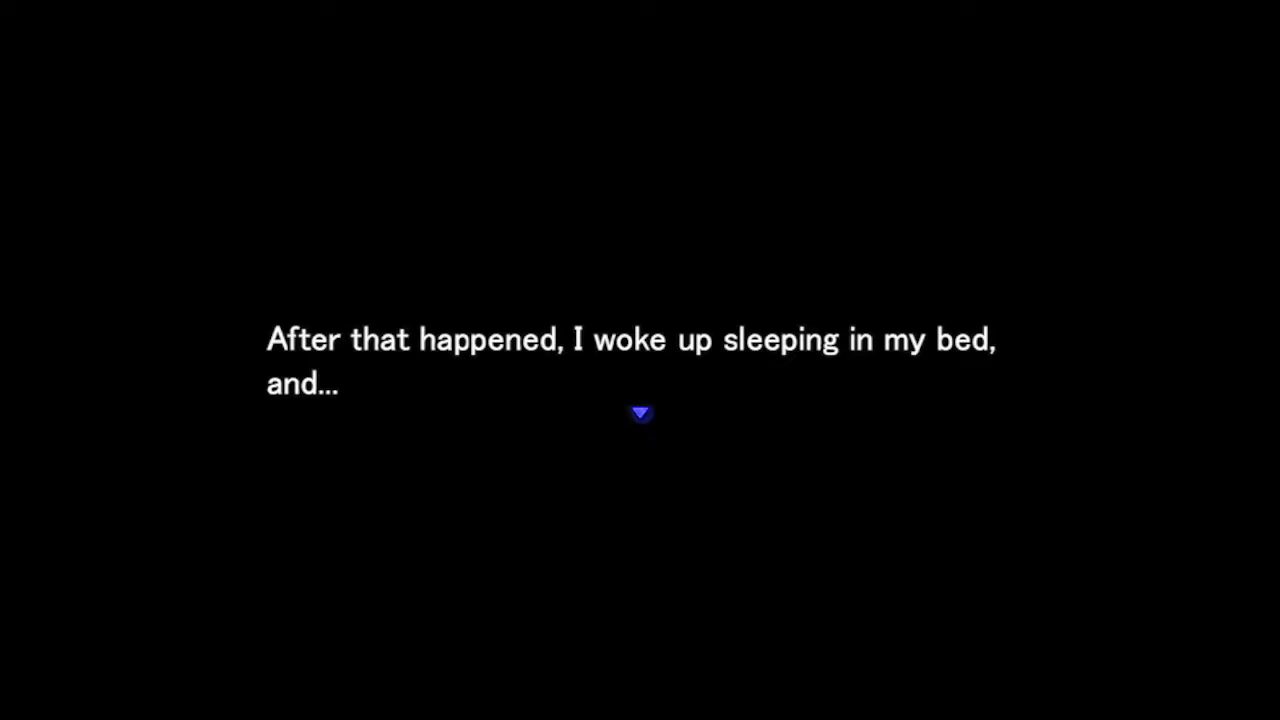 After that happened, I woke up sleeping in my bed,
and...